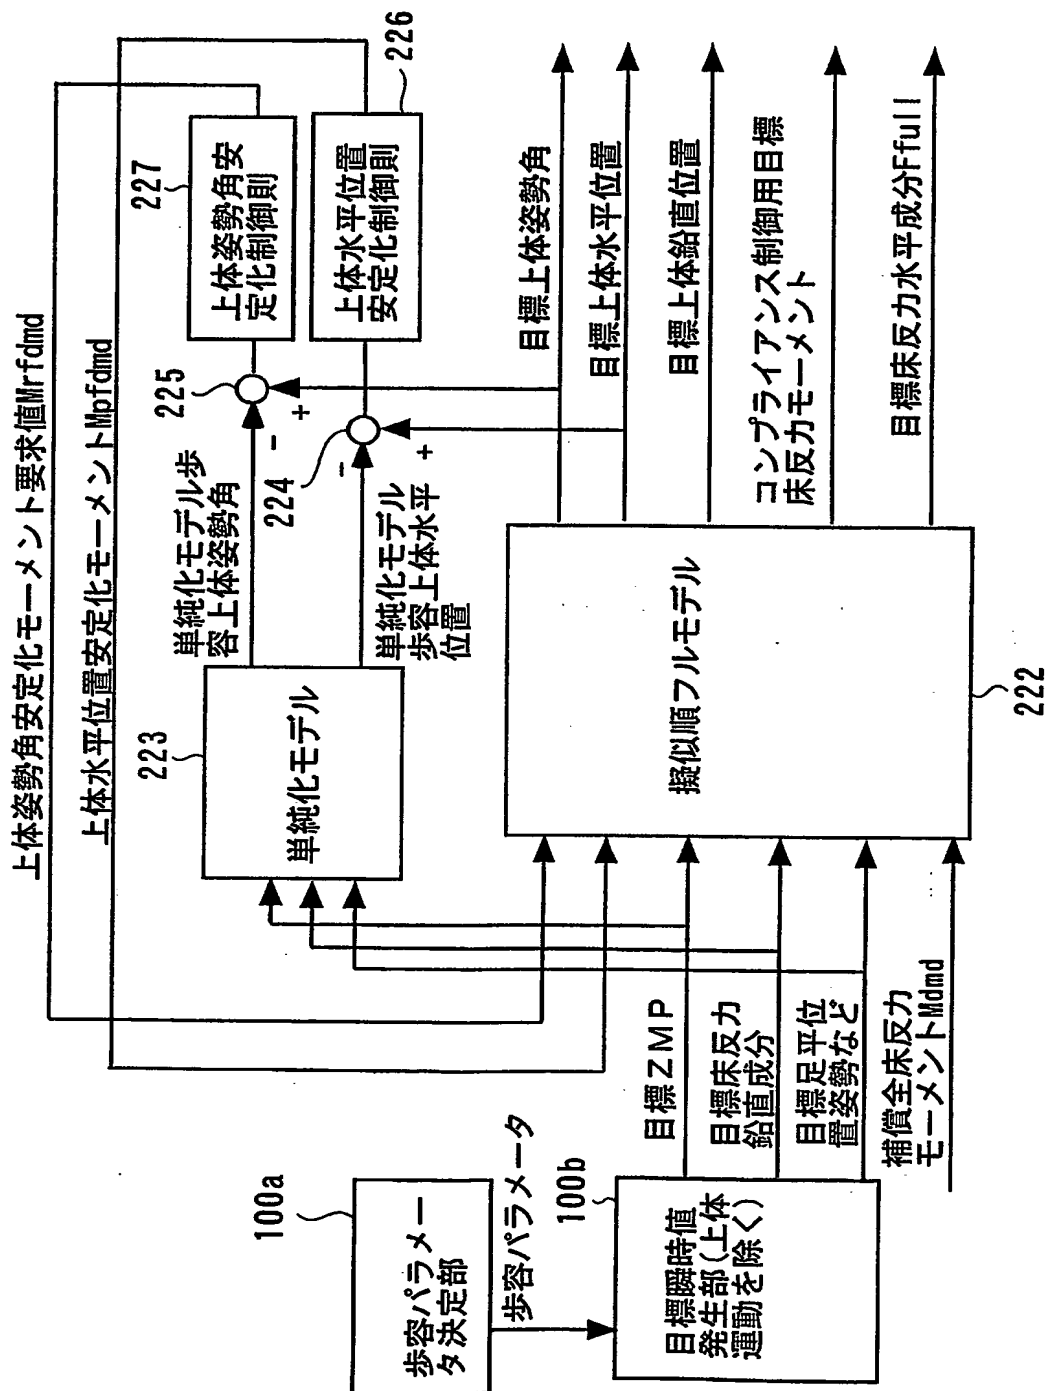 上体姿勢角安定化モーメント要求値Mrfdmd
上体水平位置安定化モーメントMpfdmd
227
上体姿勢角安
定化制御則
226
上体水平位置
安定化制御則
225
+
-
224
-
+
223
単純化モデル
単純化モデル歩
容上体姿勢角
単純化モデル
歩容上体水平
位置
目標上体姿勢角
目標上体水平位置
目標上体鉛直位置
コンプライアンス制御用目標
床反力モーメント
目標床反力水平成分Ffull
擬似順フルモデル
222
100a
歩容パラメー
タ決定部
歩容パラメータ
100b
目標瞬時値
発生部(上体
運動を除く)
目標ZMP
目標床反力
鉛直成分
目標足平位
置姿勢など
補償全床反力
モーメントMdmd